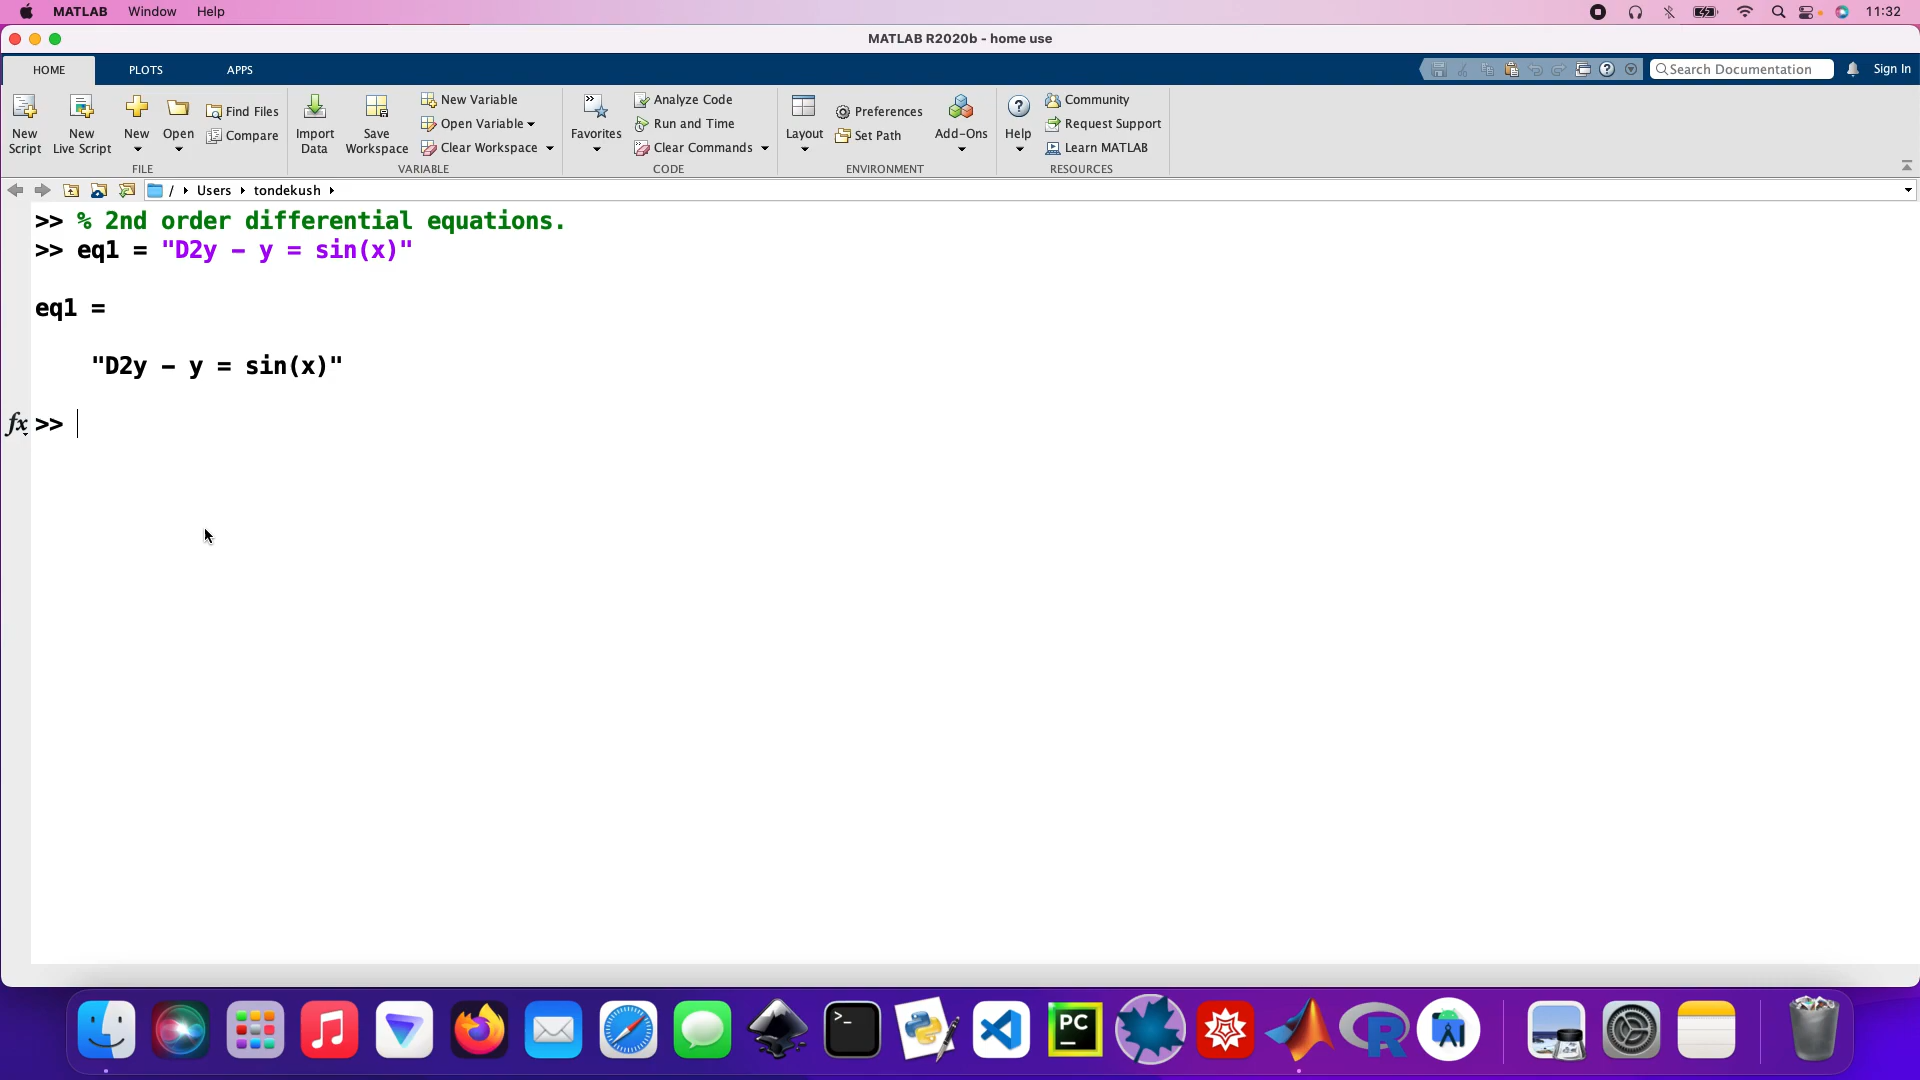 MATLAB Window Help 11:32
MATLAB R2020b - home use
HOME PLOTS APPS Search Documentation Sign In
New Script
New Live Script
New
Open
Find Files
Compare
FILE
Import Data
Save Workspace
New Variable
Open Variable
Clear Workspace
VARIABLE
Favorites
Analyze Code
Run and Time
Clear Commands
CODE
Layout
Preferences
Set Path
Add-Ons
ENVIRONMENT
Help
Community
Request Support
Learn MATLAB
RESOURCES
/ Users tondekush
>> % 2nd order differential equations.
>> eq1 = "D2y - y = sin(x)"
eq1 =
"D2y - y = sin(x)"
fx >>
>_
PC
R